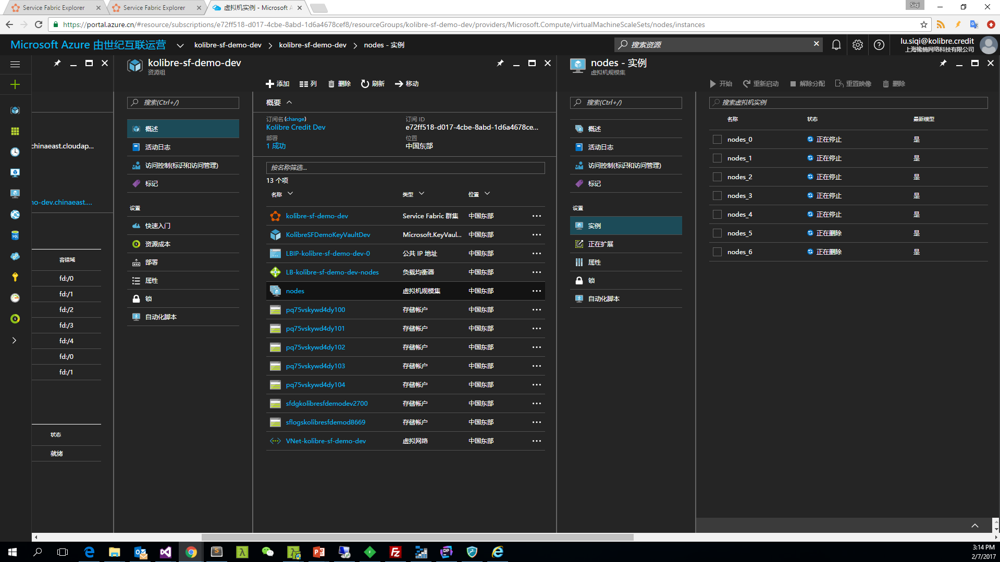 Service Fabric Explorer
Service Fabric Explorer
虚拟机实例 - Microsoft A
Siqi
https://portal.azure.cn/#resource/subscriptions/e72ff518-d017-4cbe-8abd-1d6a4678cef8/resourceGroups/kolibre-sf-demo-dev/providers/Microsoft.Compute/virtualMachineScaleSets/nodes/instances
Microsoft Azure 由世纪互联运营
kolibre-sf-demo-dev
kolibre-sf-demo-dev
nodes - 实例
搜索资源
lu.siqi@kolibre.credit
上海橡楠网络科技有限公司
chinaeast.cloudap...
no-dev.chinaeast....
容错域
fd:/0
fd:/1
fd:/2
fd:/3
fd:/4
fd:/0
fd:/1
状态
就绪
kolibre-sf-demo-dev
资源组
添加 列 删除 刷新 移动
搜索(Ctrl+/)
概述
活动日志
访问控制(标识和访问管理)
标记
设置
快速入门
资源成本
部署
属性
锁
自动化脚本
概要
订阅名 (change)
Kolibre Credit Dev
部署
1 成功
订阅 ID
e72ff518-d017-4cbe-8abd-1d6a4678ce...
位置
中国东部
按名称筛选...
13 个项
名称 类型 位置
kolibre-sf-demo-dev Service Fabric 群集 中国东部
KolibreSFDemoKeyVaultDev Microsoft.KeyVaul... 中国东部
LBIP-kolibre-sf-demo-dev-0 公共 IP 地址 中国东部
LB-kolibre-sf-demo-dev-nodes 负载均衡器 中国东部
nodes 虚拟机规模集 中国东部
pq75vskywd4dy100 存储帐户 中国东部
pq75vskywd4dy101 存储帐户 中国东部
pq75vskywd4dy102 存储帐户 中国东部
pq75vskywd4dy103 存储帐户 中国东部
pq75vskywd4dy104 存储帐户 中国东部
sfdgkolibresfdemodev2700 存储帐户 中国东部
sflogskolibresfdemod8669 存储帐户 中国东部
VNet-kolibre-sf-demo-dev 虚拟网络 中国东部
nodes - 实例
虚拟机规模集
搜索(Ctrl+/)
概述
活动日志
访问控制(标识和访问管理)
标记
设置
实例
正在扩展
属性
锁
自动化脚本
开始 重新启动 解除分配 重置映像 删除
搜索虚拟机实例
名称 状态 最新模型
nodes_0 正在停止 是
nodes_1 正在停止 是
nodes_2 正在停止 是
nodes_3 正在停止 是
nodes_4 正在停止 是
nodes_5 正在删除 是
nodes_6 正在删除 是
3:14 PM
2/7/2017